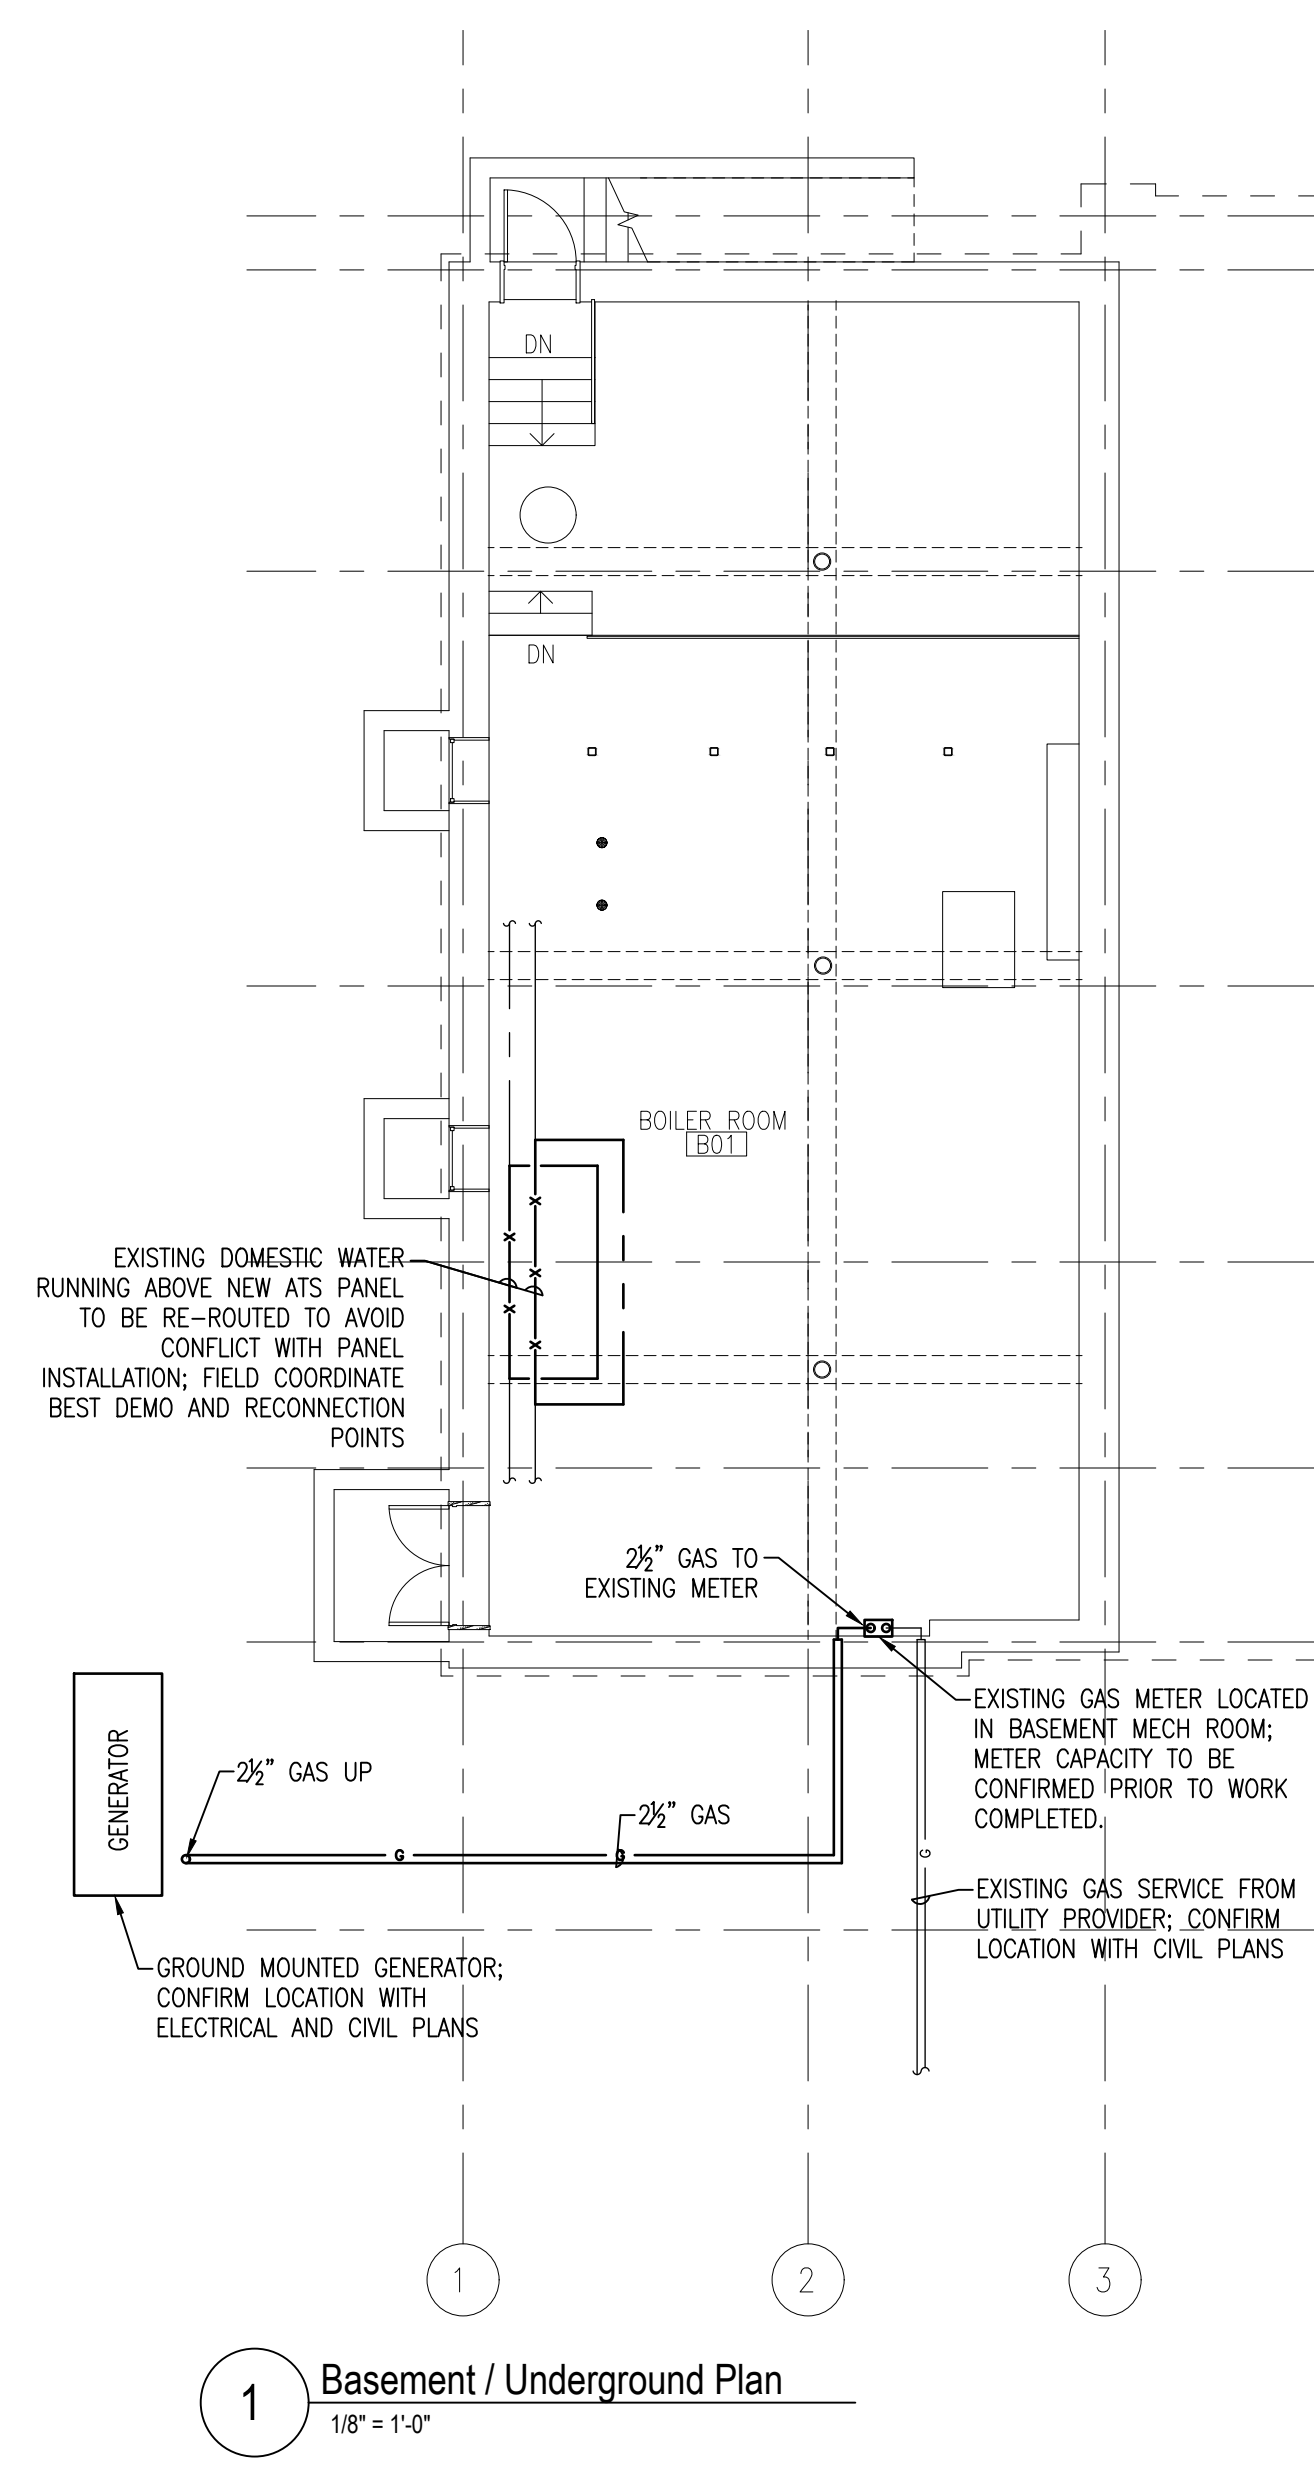 DN
DN
BOILER ROOM
B01
EXISTING DOMESTIC WATER
RUNNING ABOVE NEW ATS PANEL
TO BE RE-ROUTED TO AVOID
CONFLICT WITH PANEL
INSTALLATION; FIELD COORDINATE
BEST DEMO AND RECONNECTION
POINTS
2½" GAS TO
EXISTING METER
EXISTING GAS METER LOCATED
IN BASEMENT MECH ROOM;
METER CAPACITY TO BE
CONFIRMED PRIOR TO WORK
COMPLETED.
GENERATOR
2½" GAS UP
2½" GAS
G
G
G
EXISTING GAS SERVICE FROM
UTILITY PROVIDER; CONFIRM
LOCATION WITH CIVIL PLANS
GROUND MOUNTED GENERATOR;
CONFIRM LOCATION WITH
ELECTRICAL AND CIVIL PLANS
1
2
3
1
Basement / Underground Plan
1/8" = 1'-0"